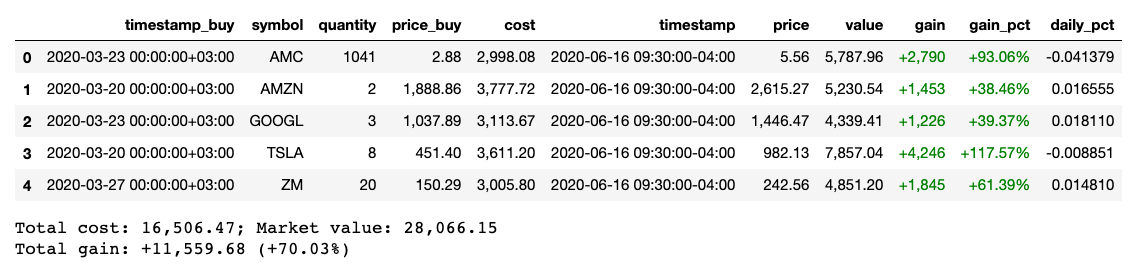 timestamp_buy symbol quantity price_buy cost timestamp price value gain gain_pct daily_pct
0 2020-03-23 00:00:00+03:00 AMC 1041 2.88 2,998.08 2020-06-16 09:30:00-04:00 5.56 5,787.96 +2,790 +93.06% -0.041379
1 2020-03-20 00:00:00+03:00 AMZN 2 1,888.86 3,777.72 2020-06-16 09:30:00-04:00 2,615.27 5,230.54 +1,453 +38.46% 0.016555
2 2020-03-23 00:00:00+03:00 GOOGL 3 1,037.89 3,113.67 2020-06-16 09:30:00-04:00 1,446.47 4,339.41 +1,226 +39.37% 0.018110
3 2020-03-20 00:00:00+03:00 TSLA 8 451.40 3,611.20 2020-06-16 09:30:00-04:00 982.13 7,857.04 +4,246 +117.57% -0.008851
4 2020-03-27 00:00:00+03:00 ZM 20 150.29 3,005.80 2020-06-16 09:30:00-04:00 242.56 4,851.20 +1,845 +61.39% 0.014810
Total cost: 16,506.47; Market value: 28,066.15
Total gain: +11,559.68 (+70.03%)